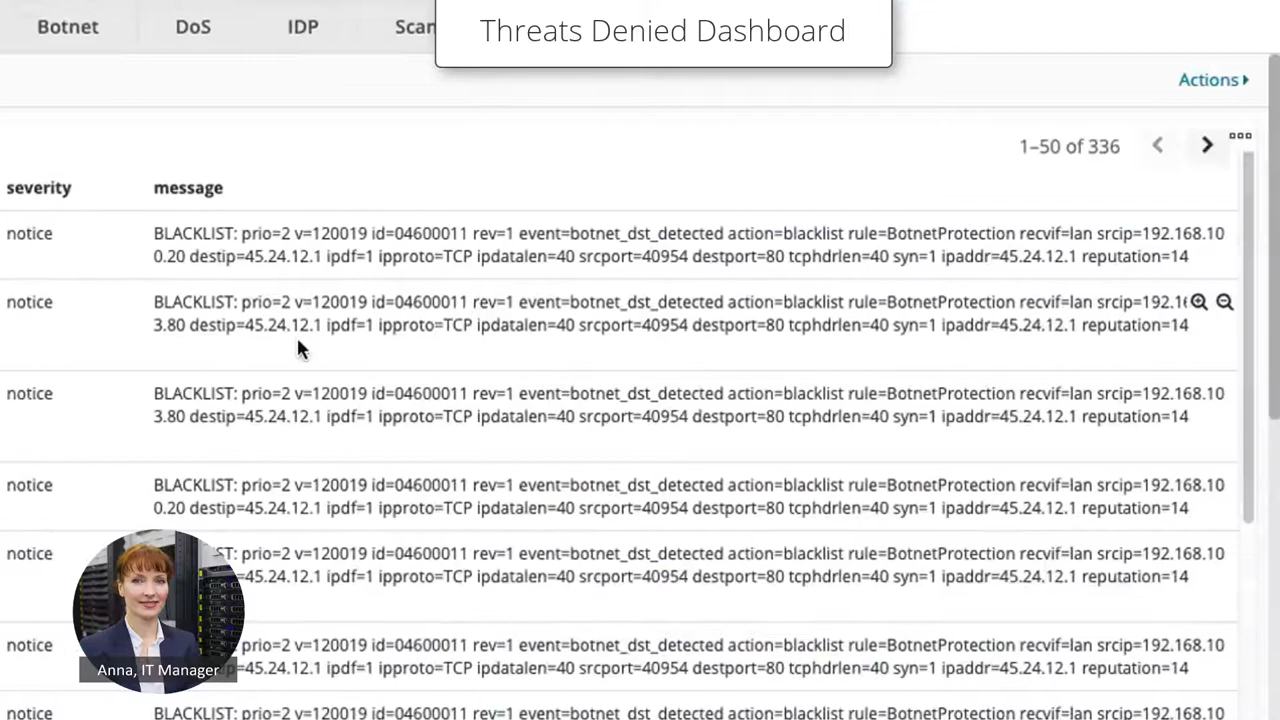 Botnet DoS IDP Scan
Threats Denied Dashboard
Actions
1–50 of 336
severity message
notice BLACKLIST: prio=2 v=120019 id=04600011 rev=1 event=botnet_dst_detected action=blacklist rule=BotnetProtection recvif=lan srcip=192.168.10
0.20 destip=45.24.12.1 ipdf=1 ipproto=TCP ipdatalen=40 srcport=40954 destport=80 tcphdrlen=40 syn=1 ipaddr=45.24.12.1 reputation=14
notice BLACKLIST: prio=2 v=120019 id=04600011 rev=1 event=botnet_dst_detected action=blacklist rule=BotnetProtection recvif=lan srcip=192.1
3.80 destip=45.24.12.1 ipdf=1 ipproto=TCP ipdatalen=40 srcport=40954 destport=80 tcphdrlen=40 syn=1 ipaddr=45.24.12.1 reputation=14
notice BLACKLIST: prio=2 v=120019 id=04600011 rev=1 event=botnet_dst_detected action=blacklist rule=BotnetProtection recvif=lan srcip=192.168.10
3.80 destip=45.24.12.1 ipdf=1 ipproto=TCP ipdatalen=40 srcport=40954 destport=80 tcphdrlen=40 syn=1 ipaddr=45.24.12.1 reputation=14
notice BLACKLIST: prio=2 v=120019 id=04600011 rev=1 event=botnet_dst_detected action=blacklist rule=BotnetProtection recvif=lan srcip=192.168.10
0.20 destip=45.24.12.1 ipdf=1 ipproto=TCP ipdatalen=40 srcport=40954 destport=80 tcphdrlen=40 syn=1 ipaddr=45.24.12.1 reputation=14
notice ST: prio=2 v=120019 id=04600011 rev=1 event=botnet_dst_detected action=blacklist rule=BotnetProtection recvif=lan srcip=192.168.10
=45.24.12.1 ipdf=1 ipproto=TCP ipdatalen=40 srcport=40954 destport=80 tcphdrlen=40 syn=1 ipaddr=45.24.12.1 reputation=14
notice prio=2 v=120019 id=04600011 rev=1 event=botnet_dst_detected action=blacklist rule=BotnetProtection recvif=lan srcip=192.168.10
=45.24.12.1 ipdf=1 ipproto=TCP ipdatalen=40 srcport=40954 destport=80 tcphdrlen=40 syn=1 ipaddr=45.24.12.1 reputation=14
Anna, IT Manager
notice BLACKLIST: prio=2 v=120019 id=04600011 rev=1 event=botnet_dst_detected action=blacklist rule=BotnetProtection recvif=lan srcip=192.168.10